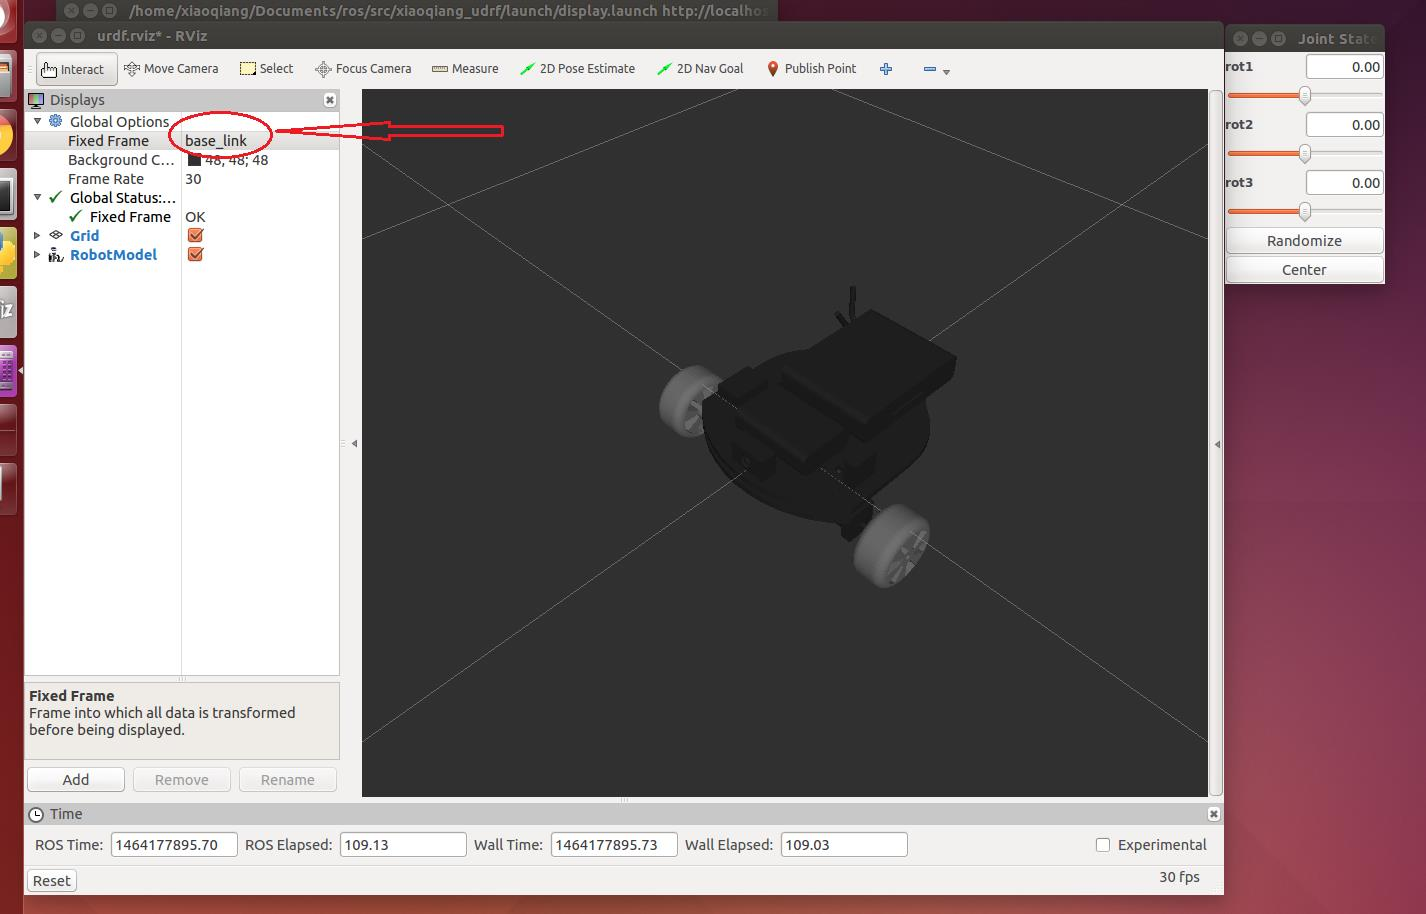 /home/xiaoqiang/Documents/ros/src/xiaoqiang_udrf/launch/display.launch http://localhos
urdf.rviz* - RViz
Joint State
Interact Move Camera Select Focus Camera Measure 2D Pose Estimate 2D Nav Goal Publish Point
Displays
Global Options
Fixed Frame base_link
Background C... 48; 48; 48
Frame Rate 30
Global Status:...
Fixed Frame OK
Grid
RobotModel
Fixed Frame
Frame into which all data is transformed
before being displayed.
Add Remove Rename
Time
ROS Time: 1464177895.70 ROS Elapsed: 109.13 Wall Time: 1464177895.73 Wall Elapsed: 109.03 Experimental
Reset 30 fps
rot1 0.00
rot2 0.00
rot3 0.00
Randomize
Center